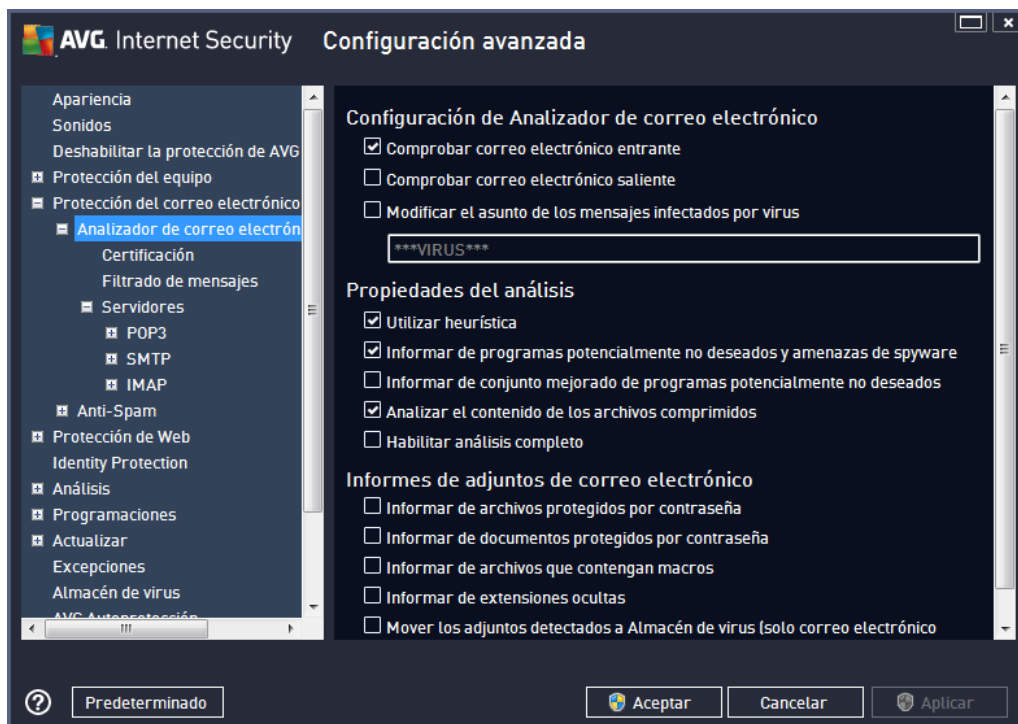 AVG. Internet Security Configuración avanzada
Apariencia
Sonidos
Deshabilitar la protección de AVG
Protección del equipo
Protección del correo electrónico
Analizador de correo electrón
Certificación
Filtrado de mensajes
Servidores
POP3
SMTP
IMAP
Anti-Spam
Protección de Web
Identity Protection
Análisis
Programaciones
Actualizar
Excepciones
Almacén de virus
AVG Autoprotección
Configuración de Analizador de correo electrónico
Comprobar correo electrónico entrante
Comprobar correo electrónico saliente
Modificar el asunto de los mensajes infectados por virus
***VIRUS***
Propiedades del análisis
Utilizar heurística
Informar de programas potencialmente no deseados y amenazas de spyware
Informar de conjunto mejorado de programas potencialmente no deseados
Analizar el contenido de los archivos comprimidos
Habilitar análisis completo
Informes de adjuntos de correo electrónico
Informar de archivos protegidos por contraseña
Informar de documentos protegidos por contraseña
Informar de archivos que contengan macros
Informar de extensiones ocultas
Mover los adjuntos detectados a Almacén de virus (solo correo electrónico
Predeterminado
Aceptar
Cancelar
Aplicar